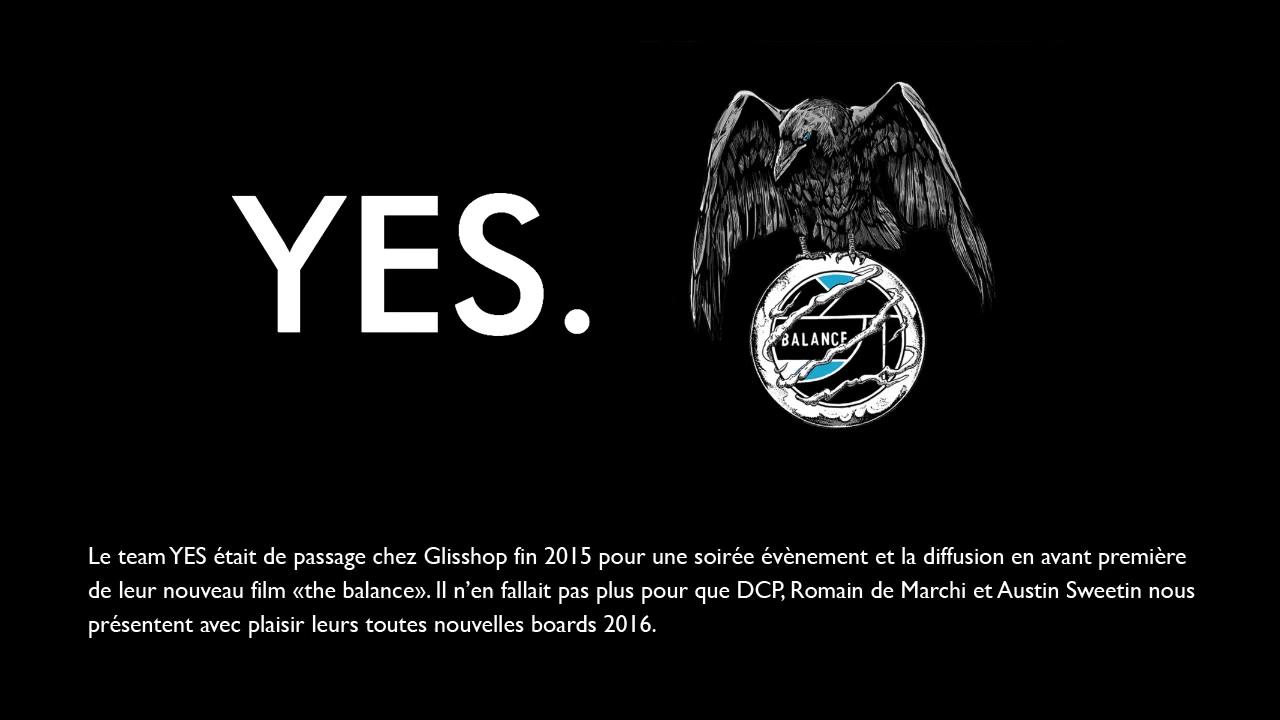 YES.
BALANCE
Le team YES était de passage chez Glisshop fin 2015 pour une soirée évènement et la diffusion en avant première
de leur nouveau film «the balance». Il n’en fallait pas plus pour que DCP, Romain de Marchi et Austin Sweetin nous
présentent avec plaisir leurs toutes nouvelles boards 2016.